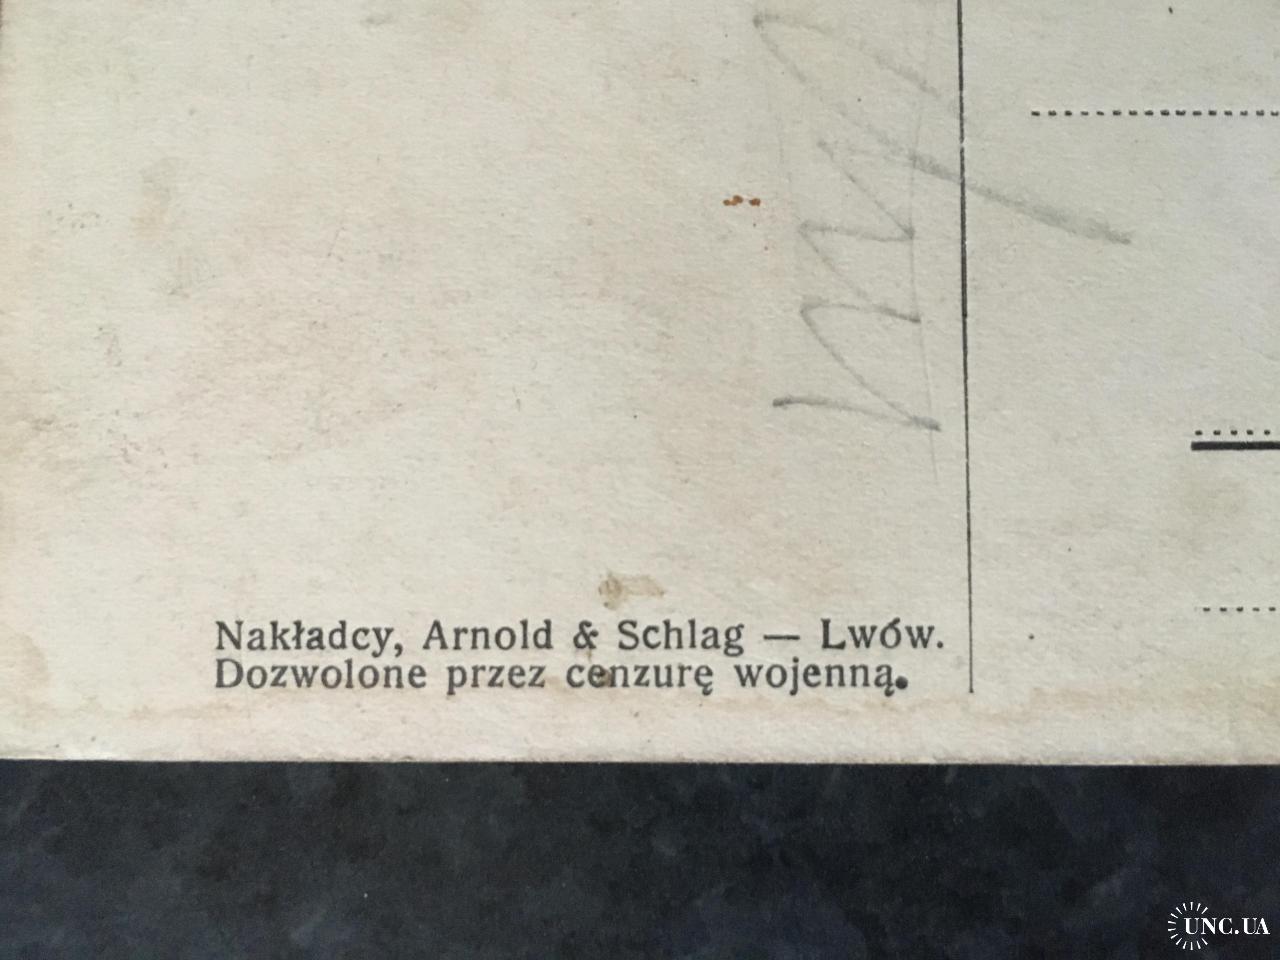 Nakładcy, Arnold & Schlag — Lwów.
Dozwolone przez cenzurę wojenną.
UNC.UA